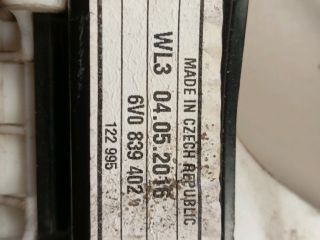 MADE IN CZECH REPUBLIC
WL3 04.05.2016
6V0 839 402
122 995